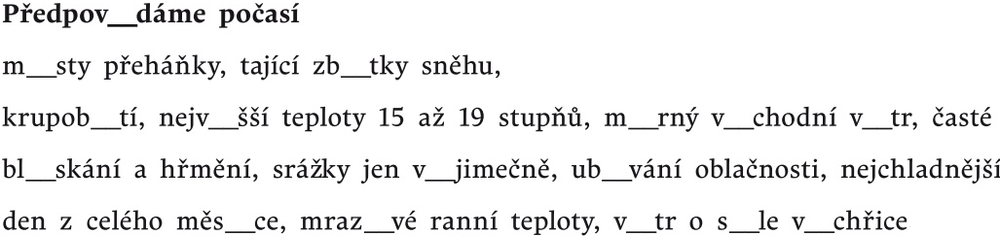 Předpov__dáme počasí
m__sty přeháňky, tající zb__tky sněhu,
krupob__tí, nejv__šší teploty 15 až 19 stupňů, m__rný v__chodní v__tr, časté
bl__skání a hřmění, srážky jen v__jimečně, ub__vání oblačnosti, nejchladnější
den z celého měs__ce, mraz__vé ranní teploty, v__tr o s__le v__chřice